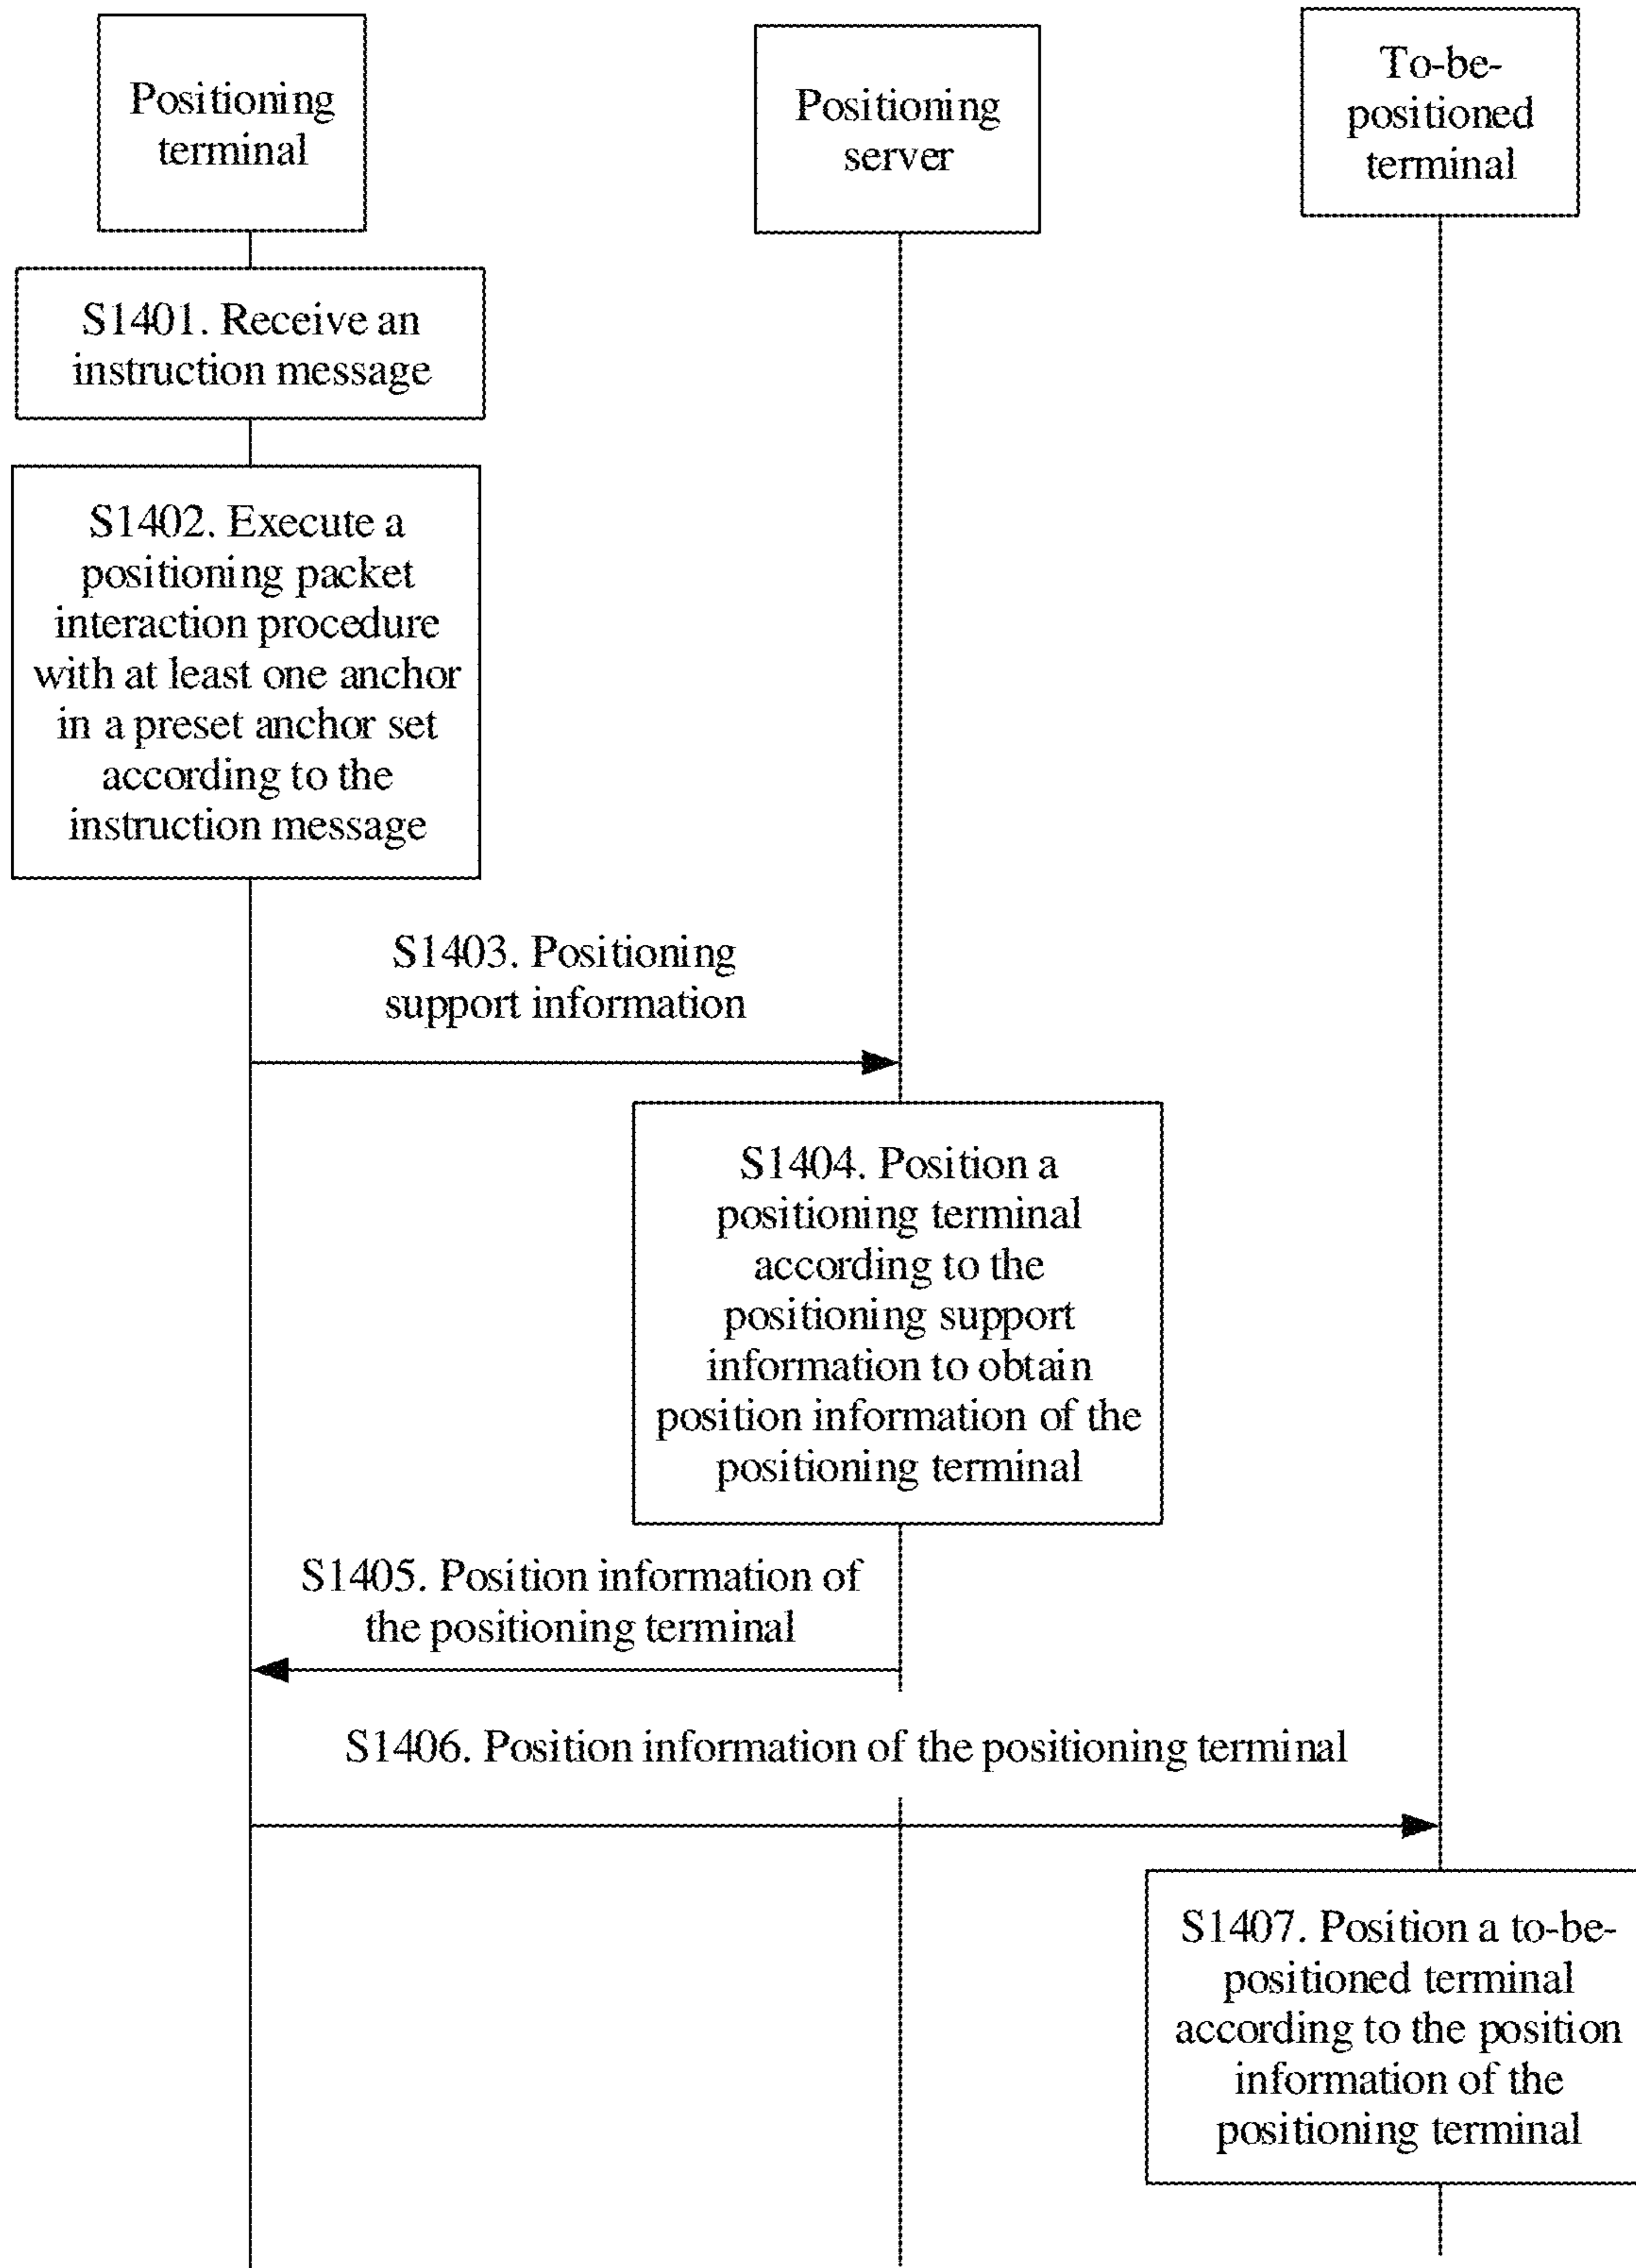 Positioning
terminal
Positioning
server
To-be-
positioned
terminal
S1401. Receive an
instruction message
S1402. Execute a
positioning packet
interaction procedure
with at least one anchor
in a preset anchor set
according to the
instruction message
S1403. Positioning
support information
S1404. Position a
positioning terminal
according to the
positioning support
information to obtain
position information of the
positioning terminal
S1405. Position information of
the positioning terminal
S1406. Position information of the positioning terminal
S1407. Position a to-be-
positioned terminal
according to the position
information of the
positioning terminal